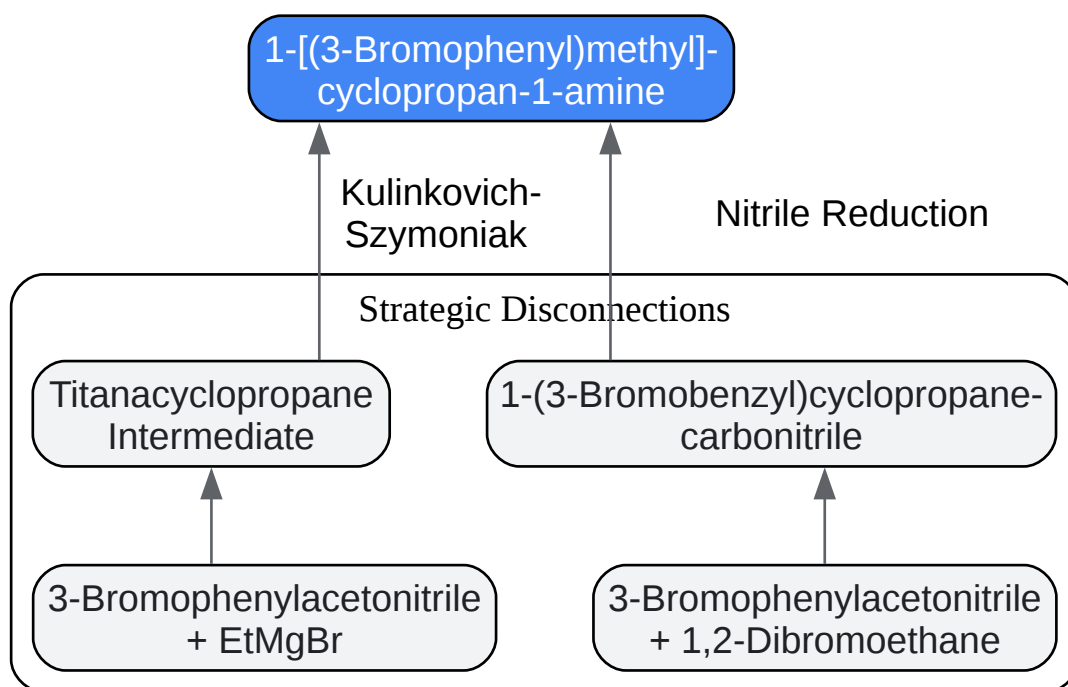 1-[(3-Bromophenyl)methyl]-
cyclopropan-1-amine
Kulinkovich-
Szymoniak
Nitrile Reduction
Strategic Disconnections
Titanacyclopropane
Intermediate
1-(3-Bromobenzyl)cyclopropane-
carbonitrile
3-Bromophenylacetonitrile
+ EtMgBr
3-Bromophenylacetonitrile
+ 1,2-Dibromoethane